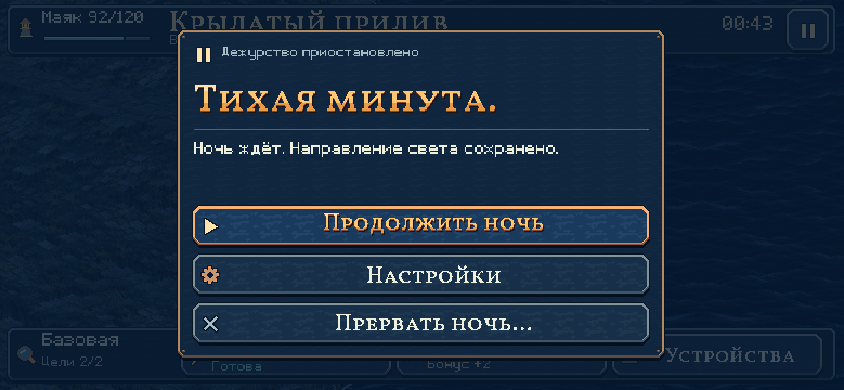 Маяк 92/120
Крылатый прилив
00:43
Дежурство приостановлено
Тихая минута.
Ночь ждёт. Направление света сохранено.
Продолжить ночь
Настройки
Прервать ночь...
Базовая
Цели 2/2
Готова
Бонус +2
Устройства